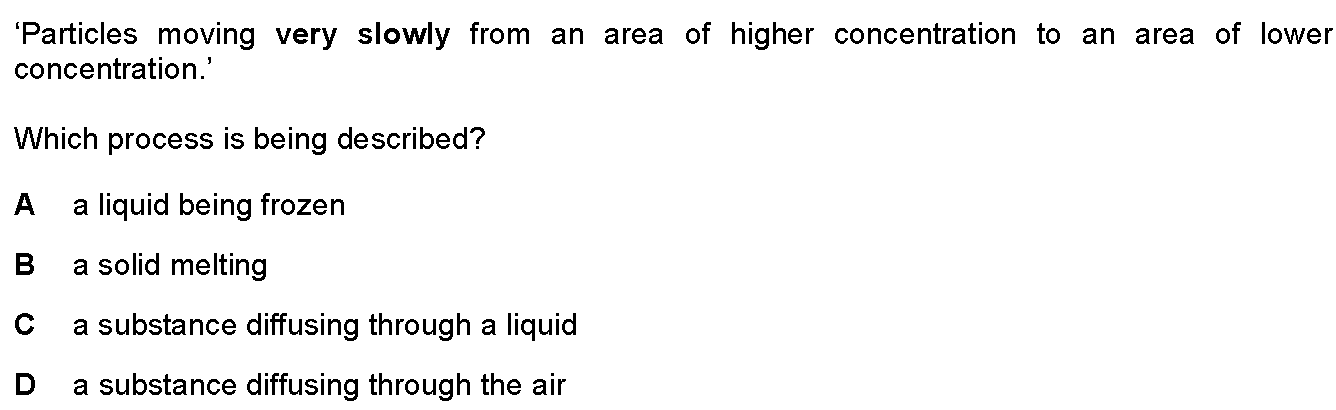 ‘Particles moving very slowly from an area of higher concentration to an area of lower
concentration.’
Which process is being described?
A a liquid being frozen
B a solid melting
C a substance diffusing through a liquid
D a substance diffusing through the air